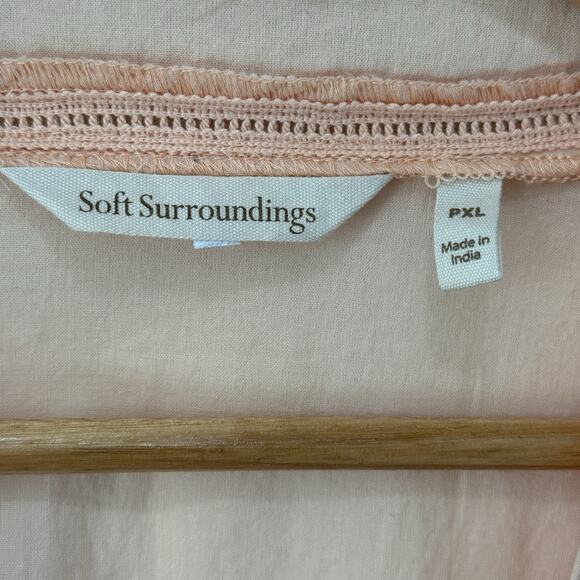 Soft Surroundings
PXL
Made in
India